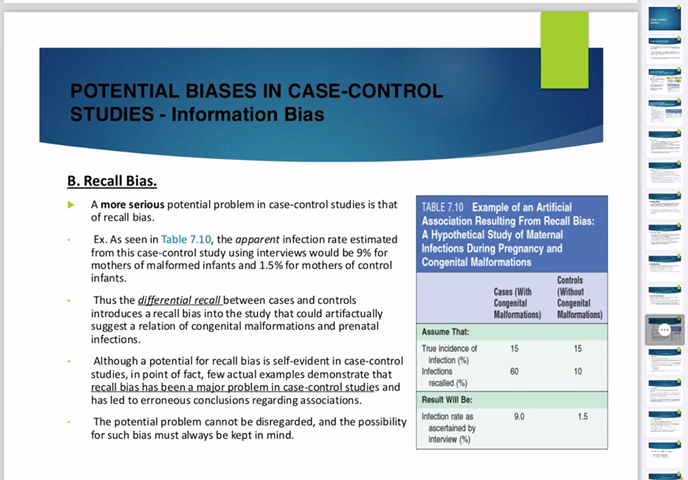 POTENTIAL BIASES IN CASE-CONTROL
STUDIES - Information Bias
B. Recall Bias.
A more serious potential problem in case-control studies is that
of recall bias.
Ex. As seen in Table 7.10, the apparent infection rate estimated
from this case-control study using interviews would be 9% for
mothers of malformed infants and 1.5% for mothers of control
infants.
Thus the differential recall between cases and controls
introduces a recall bias into the study that could artifactually
suggest a relation of congenital malformations and prenatal
infections.
Although a potential for recall bias is self-evident in case-control
studies, in point of fact, few actual examples demonstrate that
recall bias has been a major problem in case-control studies and
has led to erroneous conclusions regarding associations.
The potential problem cannot be disregarded, and the possibility
for such bias must always be kept in mind.
TABLE 7.10 Example of an Artificial
Association Resulting From Recall Bias:
A Hypothetical Study of Maternal
Infections During Pregnancy and
Congenital Malformations
Cases (With Congenital Malformations)
Controls (Without Congenital Malformations)
Assume That:
True incidence of infection (%) 15 15
Infections recalled (%) 60 10
Result Will Be:
Infection rate as ascertained by interview (%) 9.0 1.5